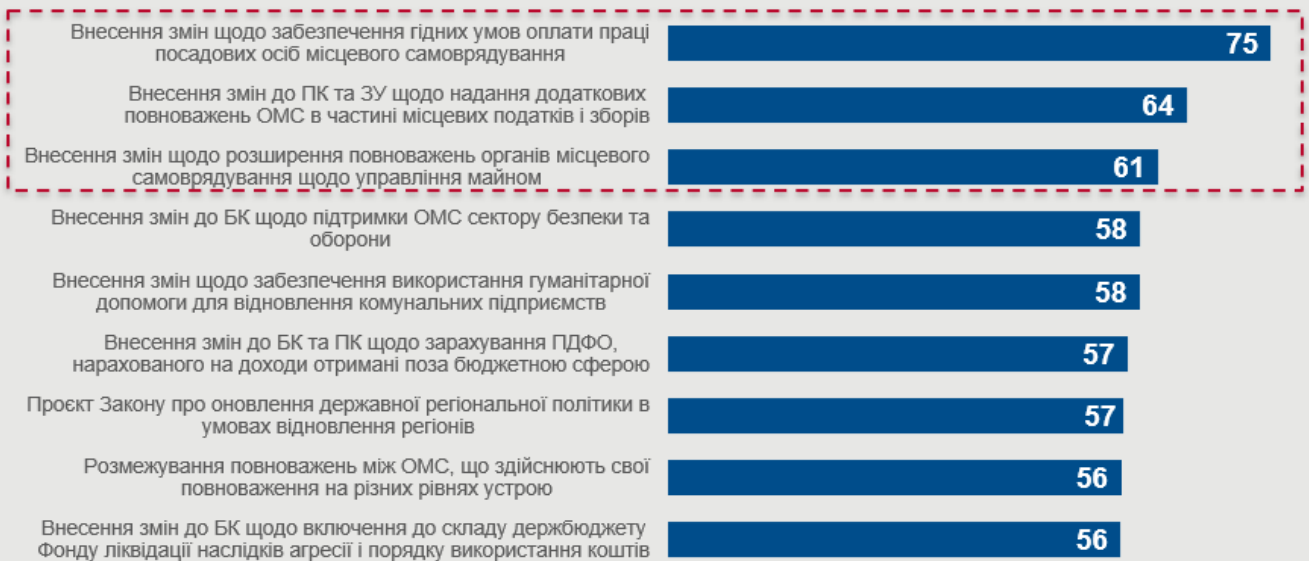 Внесення змін щодо забезпечення гідних умов оплати праці
посадових осіб місцевого самоврядування
75
Внесення змін до ПК та ЗУ щодо надання додаткових
повноважень ОМС в частині місцевих податків і зборів
64
Внесення змін щодо розширення повноважень органів місцевого
самоврядування щодо управління майном
61
Внесення змін до БК щодо підтримки ОМС сектору безпеки та
оборони
58
Внесення змін щодо забезпечення використання гуманітарної
допомоги для відновлення комунальних підприємств
58
Внесення змін до БК та ПК щодо зарахування ПДФО,
нарахованого на доходи отримані поза бюджетною сферою
57
Проєкт Закону про оновлення державної регіональної політики в
умовах відновлення регіонів
57
Розмежування повноважень між ОМС, що здійснюють свої
повноваження на різних рівнях устрою
56
Внесення змін до БК щодо включення до складу держбюджету
Фонду ліквідації наслідків агресії і порядку використання коштів
56